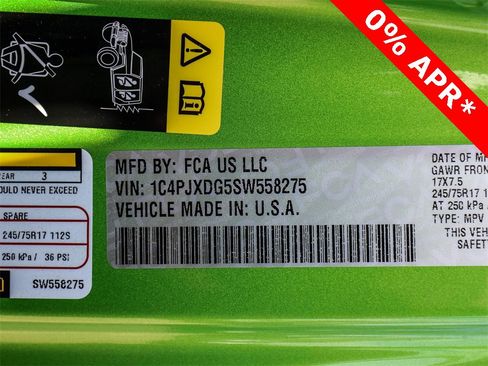 0% APR*
EAR 3
OULD NEVER EXCEED
SPARE
245/75R17 112S
250 kPa / 36 PSI
SW558275
MFD BY: FCA US LLC
VIN: 1C4PJXDG5SW558275
VEHICLE MADE IN: U.S.A.
DATE OF M
GAWR FRON
17X7.5
245/75R17
AT 250 kPa
TYPE: MPV
THIS VEH
SAFETY